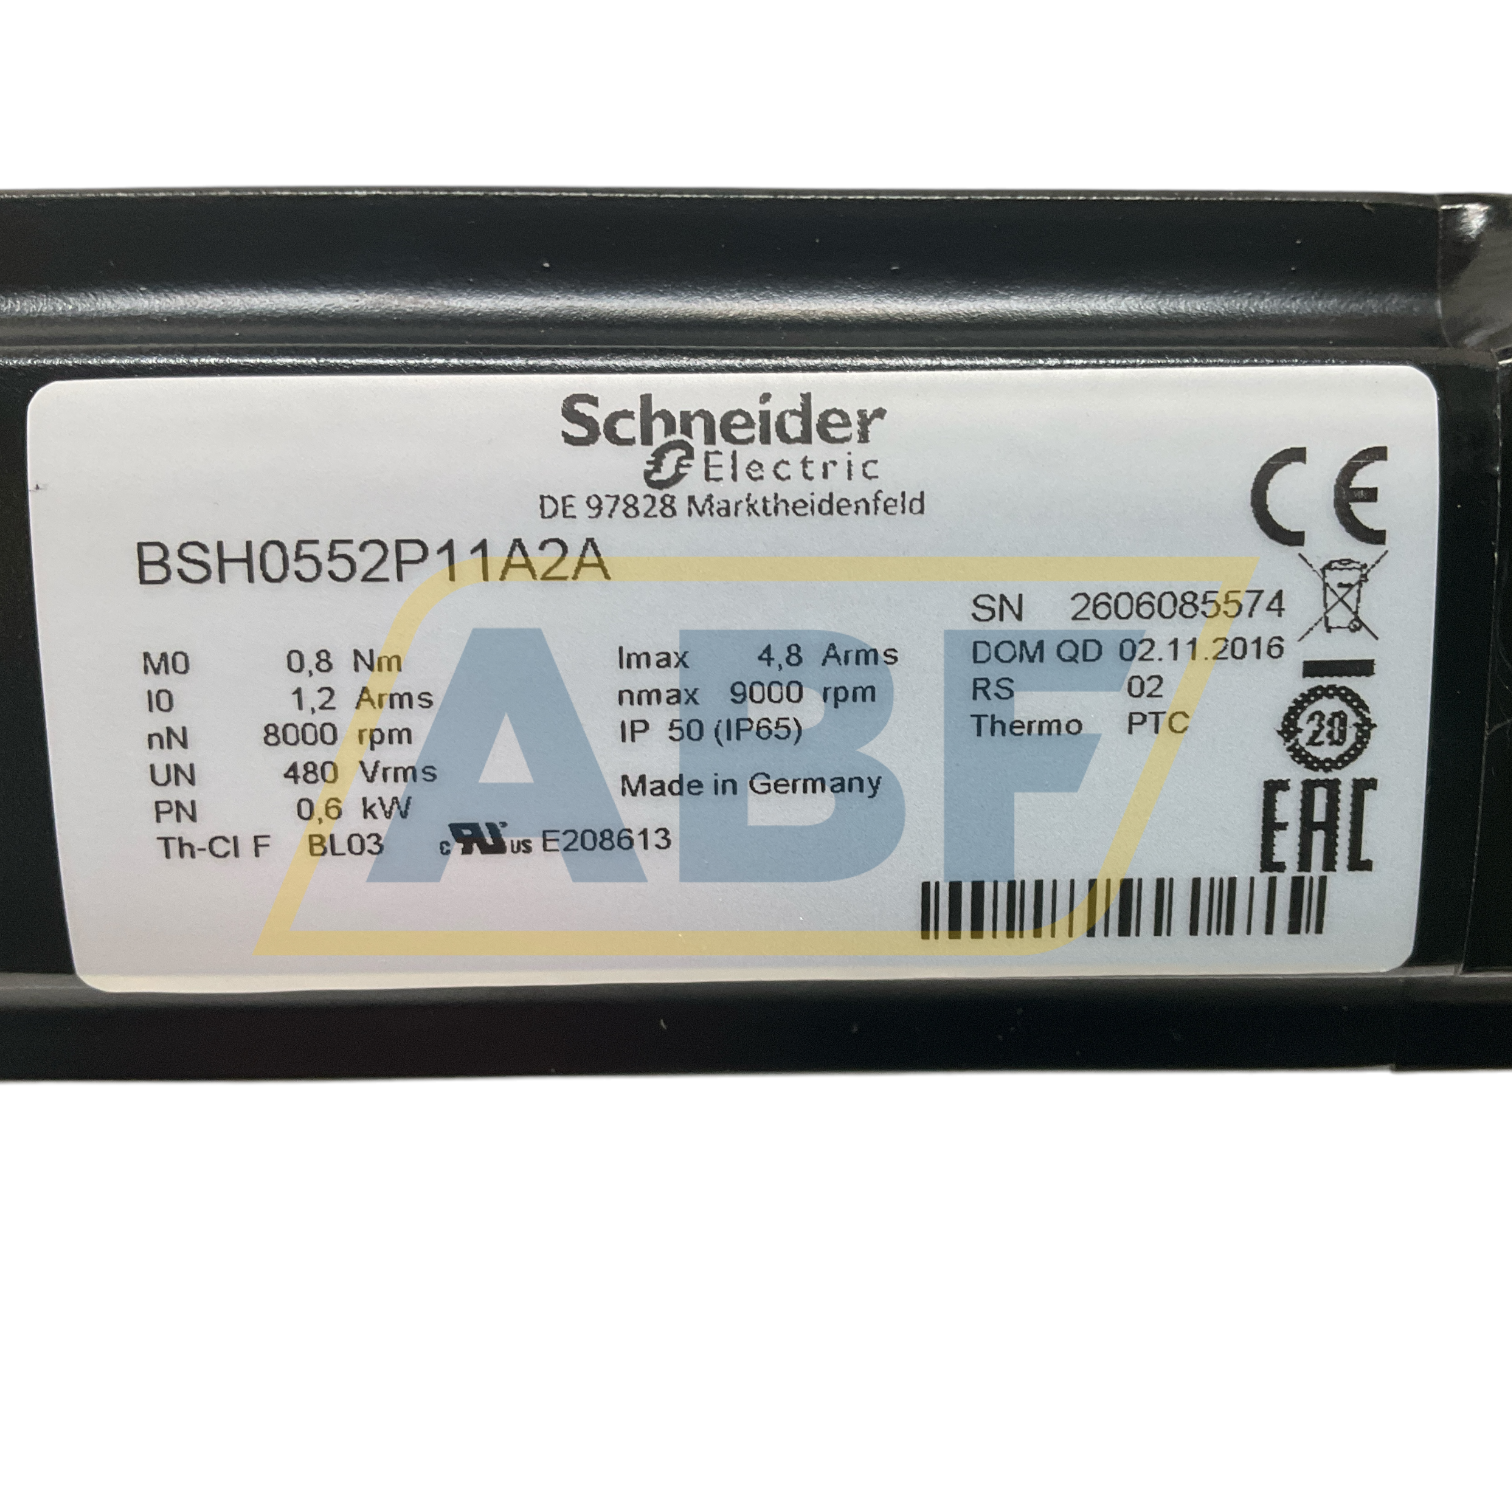 Schneider
Electric
DE 97828 Marktheidenfeld
CE
BSH0552P11A2A
SN 2606085574
M0 0,8 Nm Imax 4,8 Arms DOM QD 02.11.2016
I0 1,2 Arms nmax 9000 rpm RS 02
nN 8000 rpm IP 50 (IP65) Thermo PTC
UN 480 Vrms Made in Germany
PN 0,6 kW
Th-Cl F BL03 c RU us E208613
20
EAC
ABF